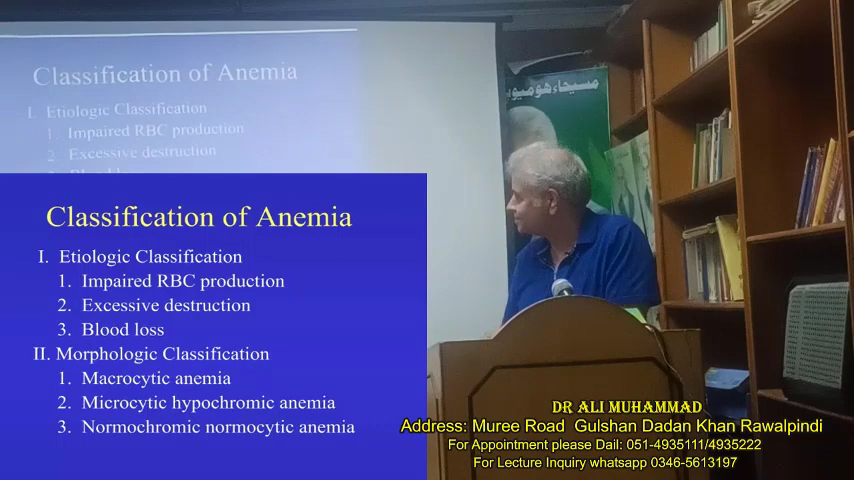 Classification of Anemia
I. Etiologic Classification
1. Impaired RBC production
2. Excessive destruction
Classification of Anemia
I. Etiologic Classification
1. Impaired RBC production
2. Excessive destruction
3. Blood loss
II. Morphologic Classification
1. Macrocytic anemia
2. Microcytic hypochromic anemia
3. Normochromic normocytic anemia
مسیحاء ہومیو
DR ALI MUHAMMAD
Address: Muree Road Gulshan Dadan Khan Rawalpindi
For Appointment please Dail: 051-4935111/4935222
For Lecture Inquiry whatsapp 0346-5613197